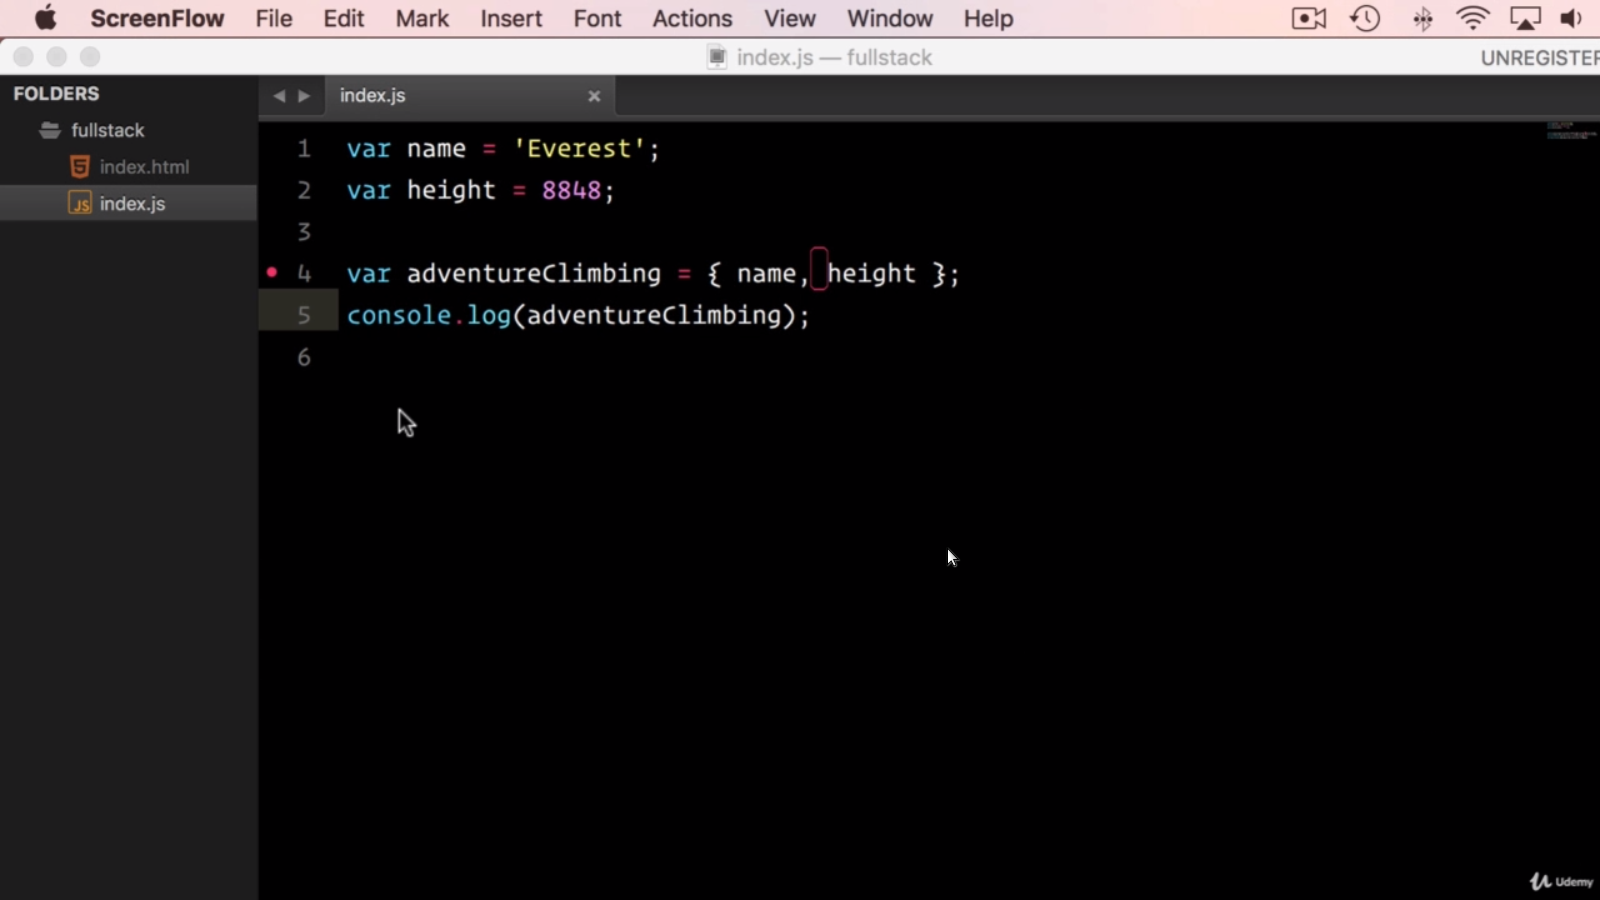 ScreenFlow File Edit Mark Insert Font Actions View Window Help
index.js — fullstack
FOLDERS
fullstack
index.html
index.js
index.js
1 var name = 'Everest';
2 var height = 8848;
3
4 var adventureClimbing = { name, height };
5 console.log(adventureClimbing);
6
Udemy